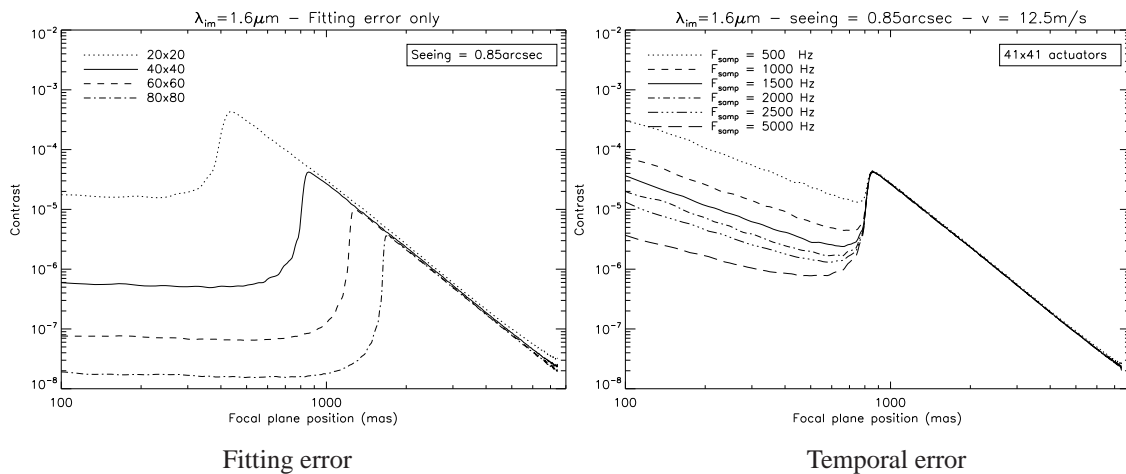 λim=1.6μm – Fitting error only
10⁻²
10⁻³
10⁻⁴
10⁻⁵
10⁻⁶
10⁻⁷
10⁻⁸
Contrast
20x20
40x40
60x60
80x80
Seeing = 0.85arcsec
100
1000
Focal plane position (mas)
Fitting error
λim=1.6μm – seeing = 0.85arcsec – v = 12.5m/s
10⁻²
10⁻³
10⁻⁴
10⁻⁵
10⁻⁶
10⁻⁷
10⁻⁸
Contrast
Fsamp = 500 Hz
Fsamp = 1000 Hz
Fsamp = 1500 Hz
Fsamp = 2000 Hz
Fsamp = 2500 Hz
Fsamp = 5000 Hz
41x41 actuators
100
1000
Focal plane position (mas)
Temporal error